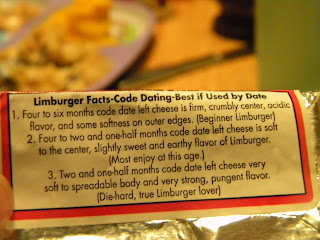 Limburger Facts-Code Dating-Best if Used by Date
1. Four to six months code date left cheese is firm, crumbly center, acidic
flavor, and some softness on outer edges. (Beginner Limburger)
2. Four to two and one-half months code date left cheese is soft
to the center, slightly sweet and earthy flavor of Limburger.
(Most enjoy at this age.)
3. Two and one-half months code date left cheese very
soft to spreadable body and very strong, pungent flavor.
(Die-hard, true Limburger lover)